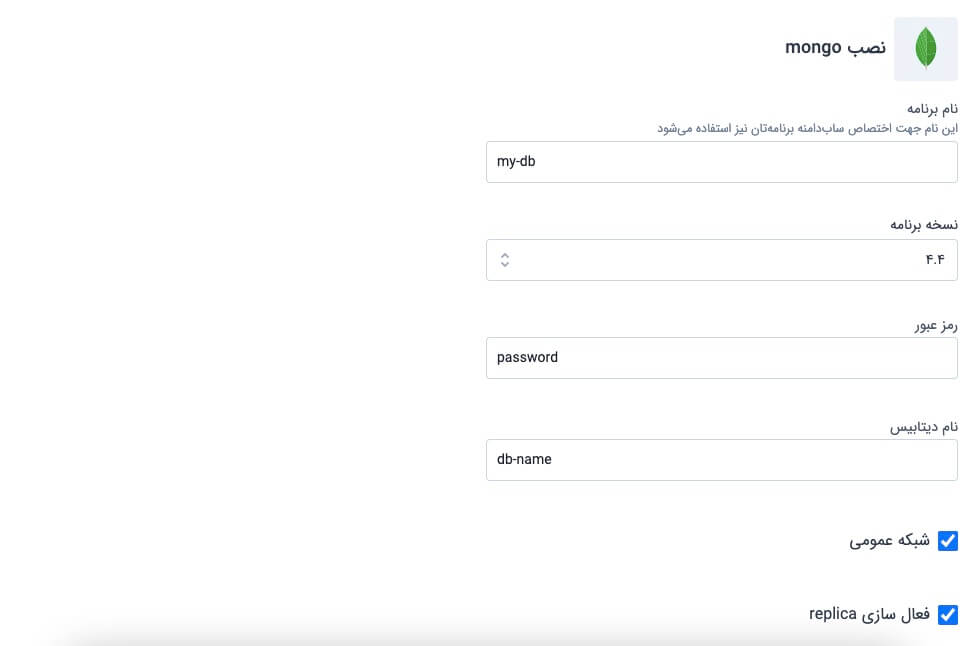 نصب mongo
نام برنامه
این نام جهت اختصاص ساب‌دامنه برنامه‌تان نیز استفاده می‌شود
my-db
نسخه برنامه
۴.۴
رمز عبور
password
نام دیتابیس
db-name
شبکه عمومی
فعال سازی replica